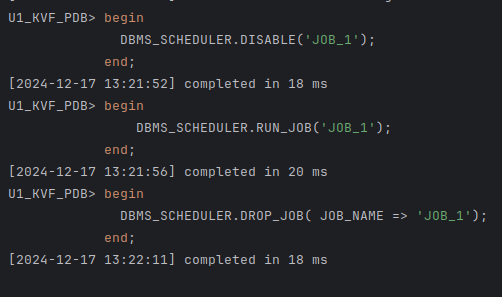 U1_KVF_PDB> begin
DBMS_SCHEDULER.DISABLE('JOB_1');
end;
[2024-12-17 13:21:52] completed in 18 ms
U1_KVF_PDB> begin
DBMS_SCHEDULER.RUN_JOB('JOB_1');
end;
[2024-12-17 13:21:56] completed in 20 ms
U1_KVF_PDB> begin
DBMS_SCHEDULER.DROP_JOB( JOB_NAME => 'JOB_1');
end;
[2024-12-17 13:22:11] completed in 18 ms